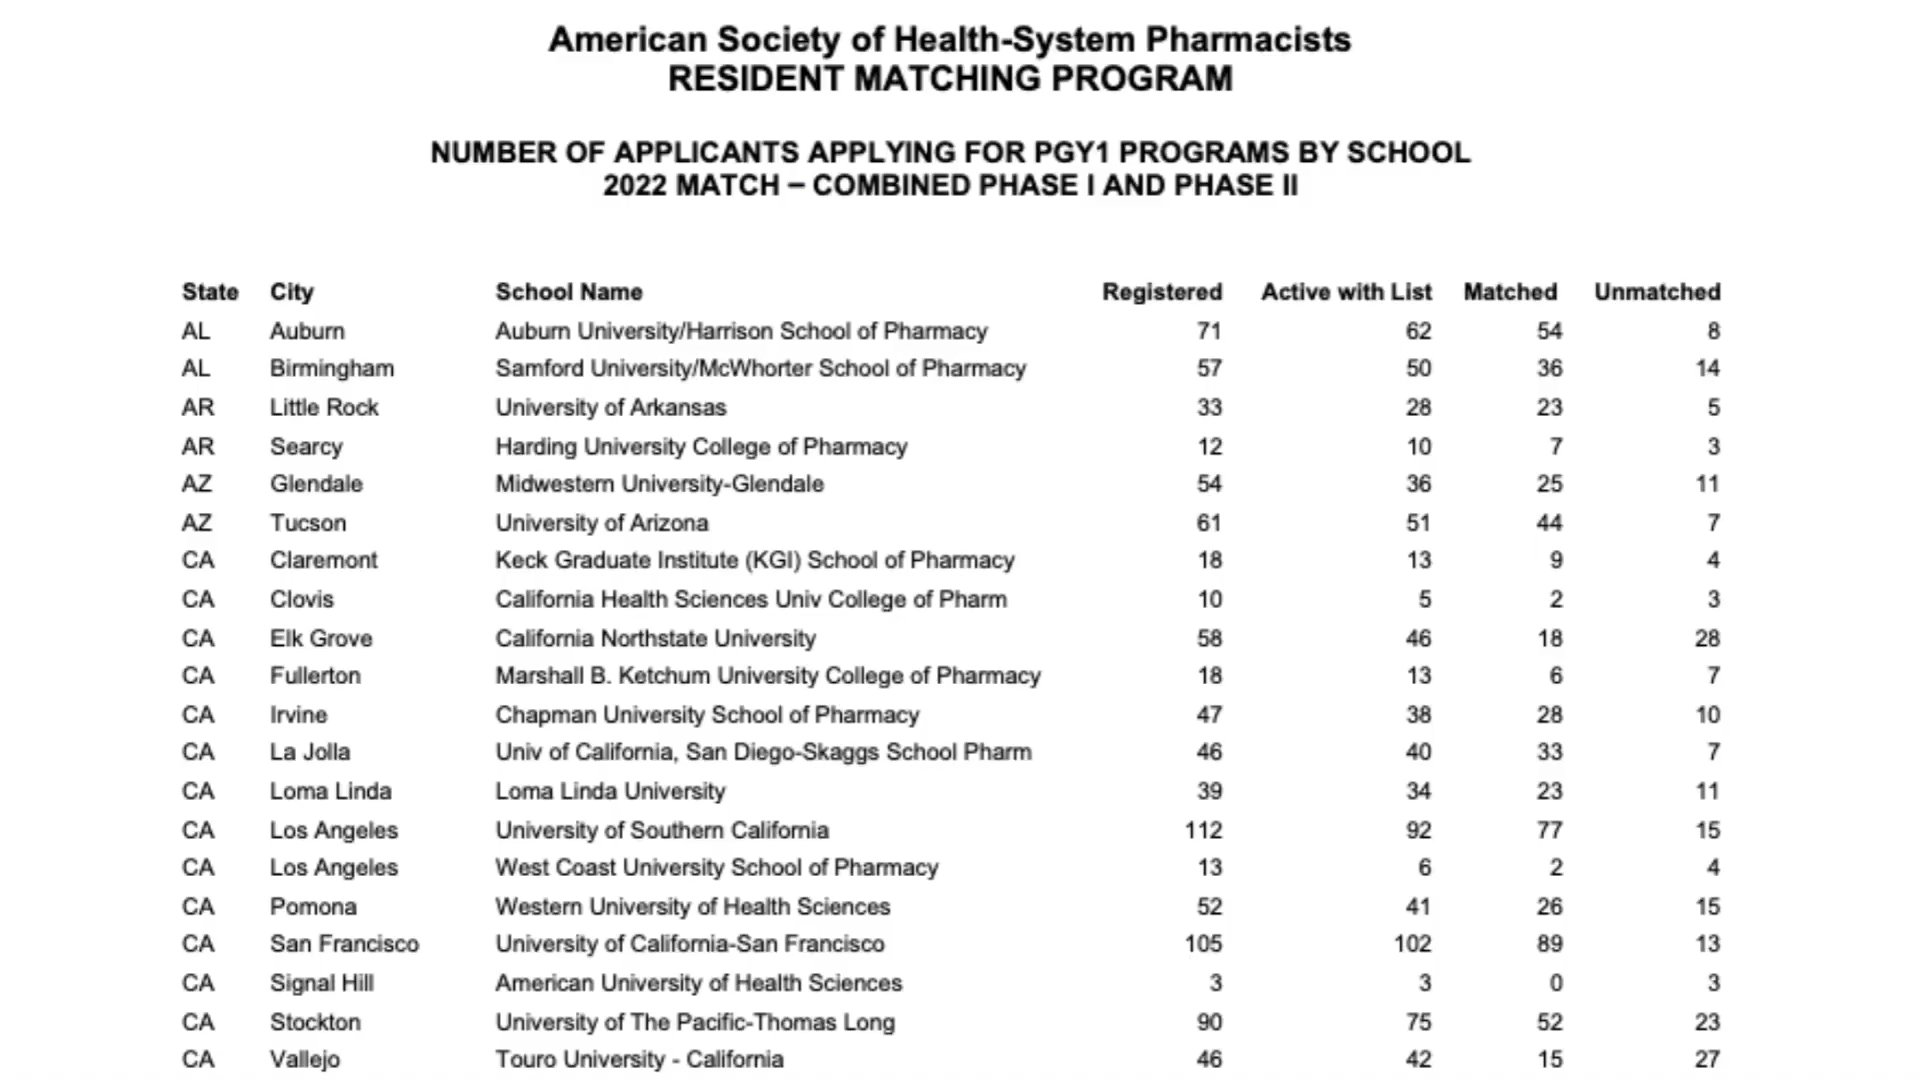 American Society of Health-System Pharmacists
RESIDENT MATCHING PROGRAM
NUMBER OF APPLICANTS APPLYING FOR PGY1 PROGRAMS BY SCHOOL
2022 MATCH – COMBINED PHASE I AND PHASE II
State City School Name Registered Active with List Matched Unmatched
AL Auburn Auburn University/Harrison School of Pharmacy 71 62 54 8
AL Birmingham Samford University/McWhorter School of Pharmacy 57 50 36 14
AR Little Rock University of Arkansas 33 28 23 5
AR Searcy Harding University College of Pharmacy 12 10 7 3
AZ Glendale Midwestern University-Glendale 54 36 25 11
AZ Tucson University of Arizona 61 51 44 7
CA Claremont Keck Graduate Institute (KGI) School of Pharmacy 18 13 9 4
CA Clovis California Health Sciences Univ College of Pharm 10 5 2 3
CA Elk Grove California Northstate University 58 46 18 28
CA Fullerton Marshall B. Ketchum University College of Pharmacy 18 13 6 7
CA Irvine Chapman University School of Pharmacy 47 38 28 10
CA La Jolla Univ of California, San Diego-Skaggs School Pharm 46 40 33 7
CA Loma Linda Loma Linda University 39 34 23 11
CA Los Angeles University of Southern California 112 92 77 15
CA Los Angeles West Coast University School of Pharmacy 13 6 2 4
CA Pomona Western University of Health Sciences 52 41 26 15
CA San Francisco University of California-San Francisco 105 102 89 13
CA Signal Hill American University of Health Sciences 3 3 0 3
CA Stockton University of The Pacific-Thomas Long 90 75 52 23
CA Vallejo Touro University - California 46 42 15 27